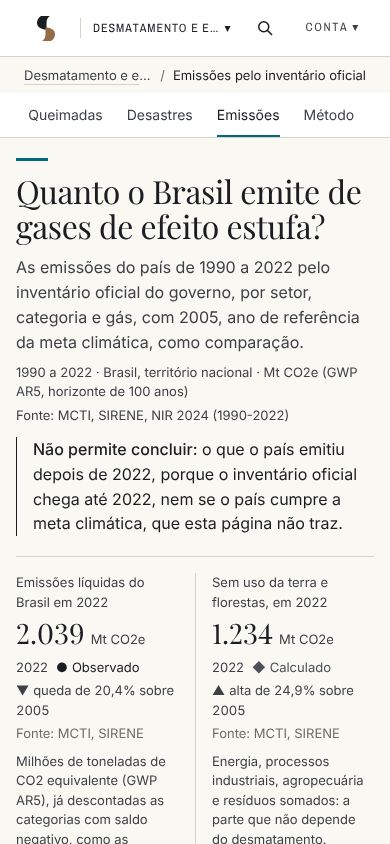 DESMATAMENTO E E... ▾
CONTA ▾
Desmatamento e e... / Emissões pelo inventário oficial
Queimadas Desastres Emissões Método
Quanto o Brasil emite de
gases de efeito estufa?
As emissões do país de 1990 a 2022 pelo
inventário oficial do governo, por setor,
categoria e gás, com 2005, ano de referência
da meta climática, como comparação.
1990 a 2022 · Brasil, território nacional · Mt CO2e (GWP
AR5, horizonte de 100 anos)
Fonte: MCTI, SIRENE, NIR 2024 (1990-2022)
Não permite concluir: o que o país emitiu
depois de 2022, porque o inventário oficial
chega até 2022, nem se o país cumpre a
meta climática, que esta página não traz.
Emissões líquidas do
Brasil em 2022
2.039 Mt CO2e
2022 ● Observado
▼ queda de 20,4% sobre
2005
Fonte: MCTI, SIRENE
Milhões de toneladas de
CO2 equivalente (GWP
AR5), já descontadas as
categorias com saldo
negativo, como as
Sem uso da terra e
florestas, em 2022
1.234 Mt CO2e
2022 ◆ Calculado
▲ alta de 24,9% sobre
2005
Fonte: MCTI, SIRENE
Energia, processos
industriais, agropecuária
e resíduos somados: a
parte que não depende
do desmatamento.